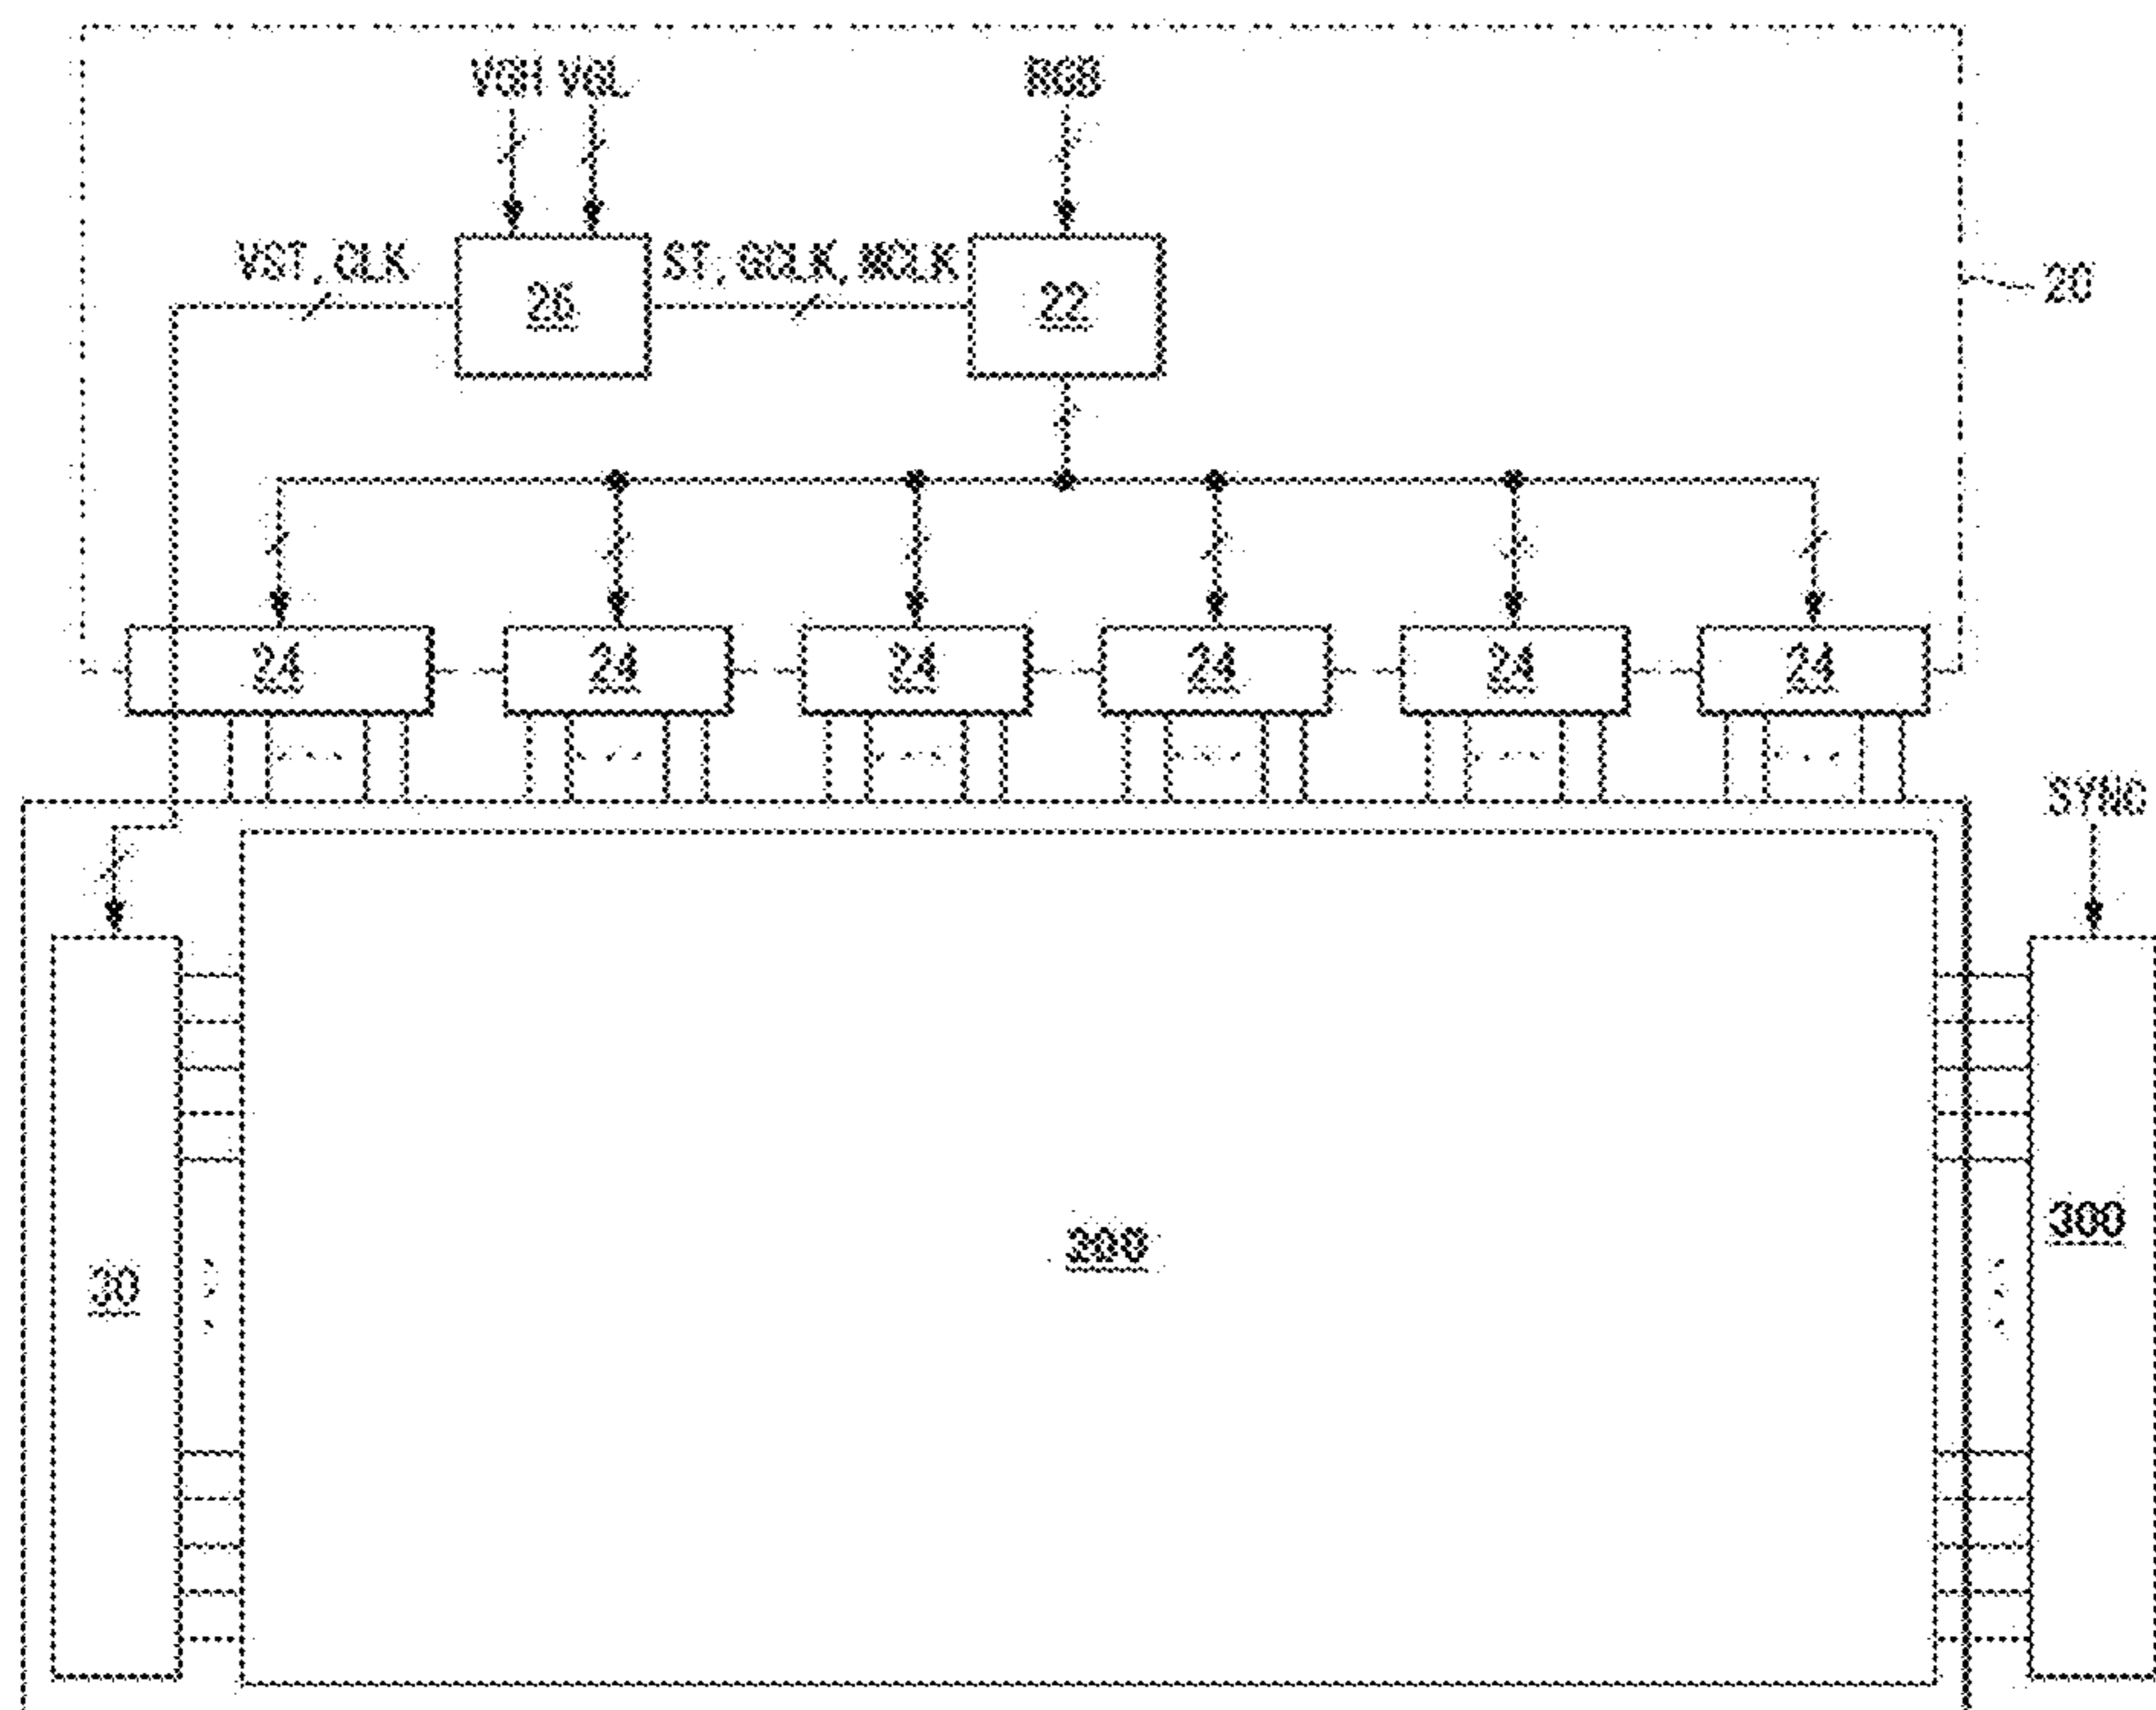 VGH VGL
RGB
VST, CLK
ST, GCLK, MCLK
26
22
20
24 24 24 24 24 24
SYNC
300
30
200